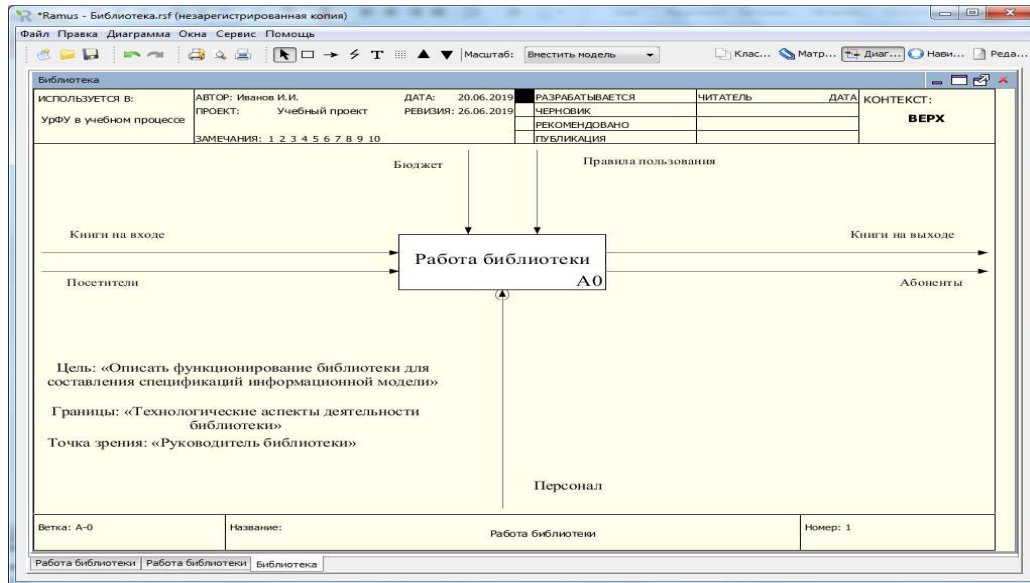 *Ramus - Библиотека.rsf (незарегистрированная копия)
Файл Правка Диаграмма Окна Сервис Помощь
T Масштаб: Вместить модель Клас... Матр... Диаг... Нави... Реда...
Библиотека
ИСПОЛЬЗУЕТСЯ В: АВТОР: Иванов И.И. ДАТА: 20.06.2019 РАЗРАБАТЫВАЕТСЯ ЧИТАТЕЛЬ ДАТА КОНТЕКСТ:
УрФУ в учебном процессе ПРОЕКТ: Учебный проект РЕВИЗИЯ: 26.06.2019 ЧЕРНОВИК ВЕРХ
РЕКОМЕНДОВАНО
ЗАМЕЧАНИЯ: 1 2 3 4 5 6 7 8 9 10 ПУБЛИКАЦИЯ
Бюджет Правила пользования
Книги на входе Книги на выходе
Работа библиотеки
A0
Посетители Абоненты
Цель: «Описать функционирование библиотеки для
составления спецификаций информационной модели»
Границы: «Технологические аспекты деятельности
библиотеки»
Точка зрения: «Руководитель библиотеки»
Персонал
Ветка: A-0 Название: Работа библиотеки Номер: 1
Работа библиотеки Работа библиотеки Библиотека